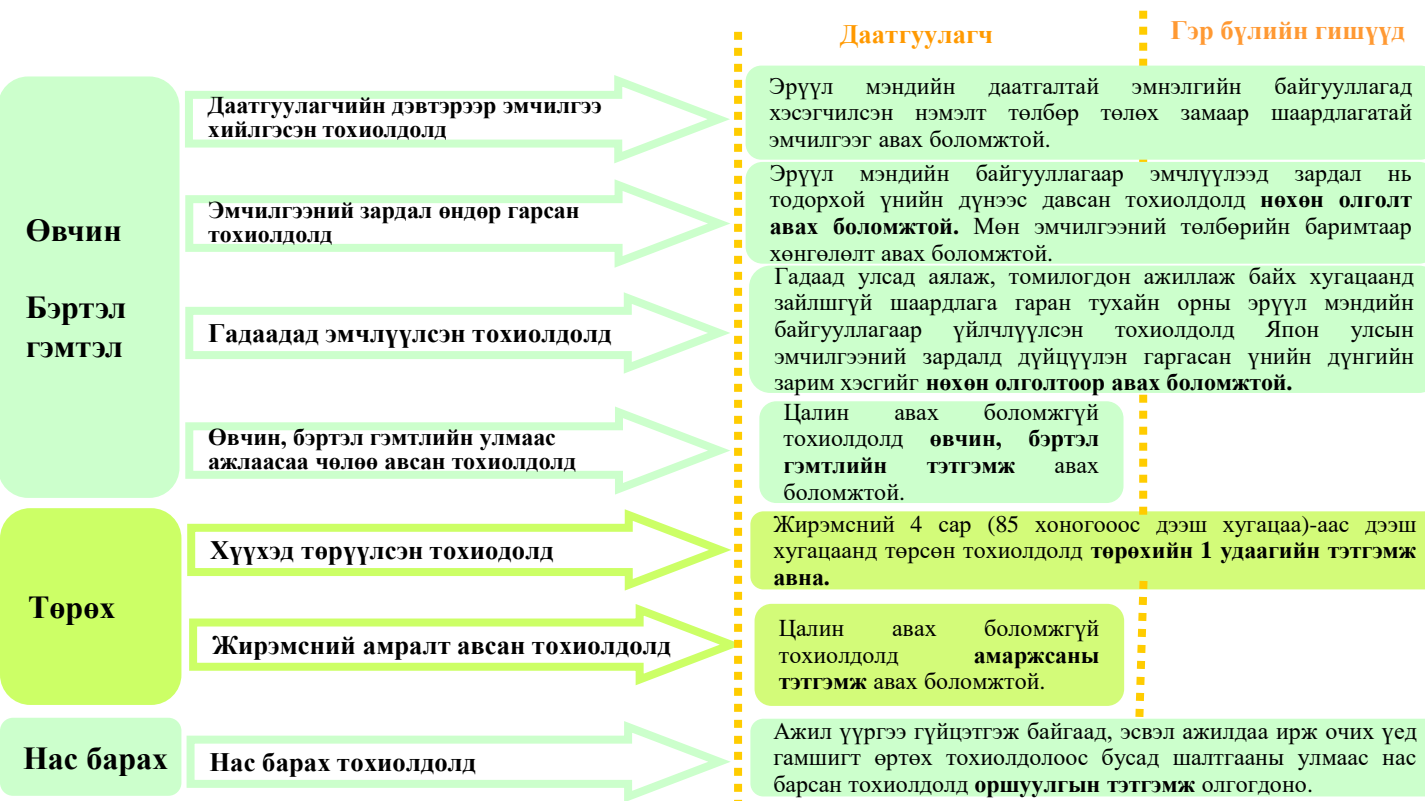 Даатгуулагч
Гэр бүлийн гишүүд
Өвчин
Бэртэл
гэмтэл
Даатгуулагчийн дэвтэрээр эмчилгээ
хийлгэсэн тохиолдолд
Эрүүл мэндийн даатгалтай эмнэлгийн байгууллагад
хэсэгчилсэн нэмэлт төлбөр төлөх замаар шаардлагатай
эмчилгээг авах боломжтой.
Эмчилгээний зардал өндөр гарсан
тохиолдолд
Эрүүл мэндийн байгууллагаар эмчлүүлээд зардал нь
тодорхой үнийн дүнээс давсан тохиолдолд нөхөн олголт
авах боломжтой. Мөн эмчилгээний төлбөрийн баримтаар
хөнгөлөлт авах боломжтой.
Гадаадад эмчлүүлсэн тохиолдолд
Гадаад улсад аялаж, томилогдон ажиллаж байх хугацаанд
зайлшгүй шаардлага гаран тухайн орны эрүүл мэндийн
байгууллагаар үйлчлүүлсэн тохиолдолд Япон улсын
эмчилгээний зардалд дүйцүүлэн гаргасан үнийн дүнгийн
зарим хэсгийг нөхөн олголтоор авах боломжтой.
Өвчин, бэртэл гэмтлийн улмаас
ажлаасаа чөлөө авсан тохиолдолд
Цалин авах боломжгүй
тохиолдолд өвчин, бэртэл
гэмтлийн тэтгэмж авах
боломжтой.
Төрөх
Хүүхэд төрүүлсэн тохиодолд
Жирэмсний 4 сар (85 хоногооос дээш хугацаа)-аас дээш
хугацаанд төрсөн тохиолдолд төрөхийн 1 удаагийн тэтгэмж
авна.
Жирэмсний амралт авсан тохиолдолд
Цалин авах боломжгүй
тохиолдолд амаржсаны
тэтгэмж авах боломжтой.
Нас барах
Нас барах тохиолдолд
Ажил үүргээ гүйцэтгэж байгаад, эсвэл ажилдаа ирж очих үед
гамшигт өртөх тохиолдолоос бусад шалтгааны улмаас нас
барсан тохиолдолд оршуулгын тэтгэмж олгогдоно.